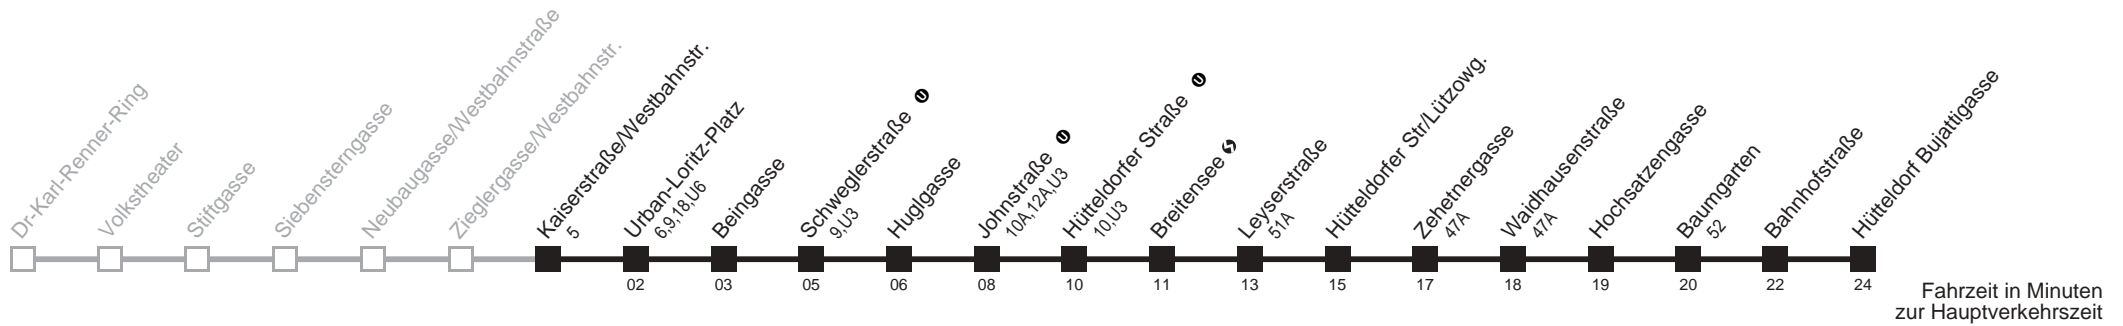 Dr-Karl-Renner-Ring
Volkstheater
Stiftgasse
Siebensterngasse
Neubaugasse/Westbahnstraße
Zieglergasse/Westbahnstr.
Kaiserstraße/Westbahnstr.
5
Urban-Loritz-Platz
6,9,18,U6
Beingasse
Schweglerstraße U
9,U3
Huglgasse
Johnstraße U
10A,12A,U3
Hütteldorfer Straße U
10,U3
Breitensee S
Leyserstraße
51A
Hütteldorfer Str/Lützowg.
Zehetnergasse
47A
Waidhausenstraße
47A
Hochsatzengasse
Baumgarten
52
Bahnhofstraße
Hütteldorf Bujattigasse
02 03 05 06 08 10 11 13 15 17 18 19 20 22 24
Fahrzeit in Minuten
zur Hauptverkehrszeit